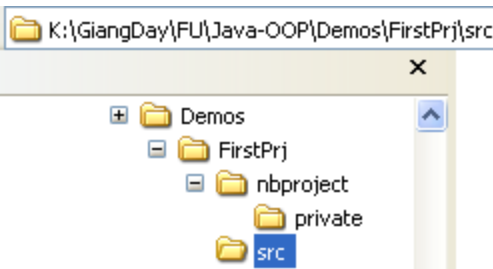 K:\GiangDay\FU\Java-OOP\Demos\FirstPrj\src
Demos
FirstPrj
nbproject
private
src